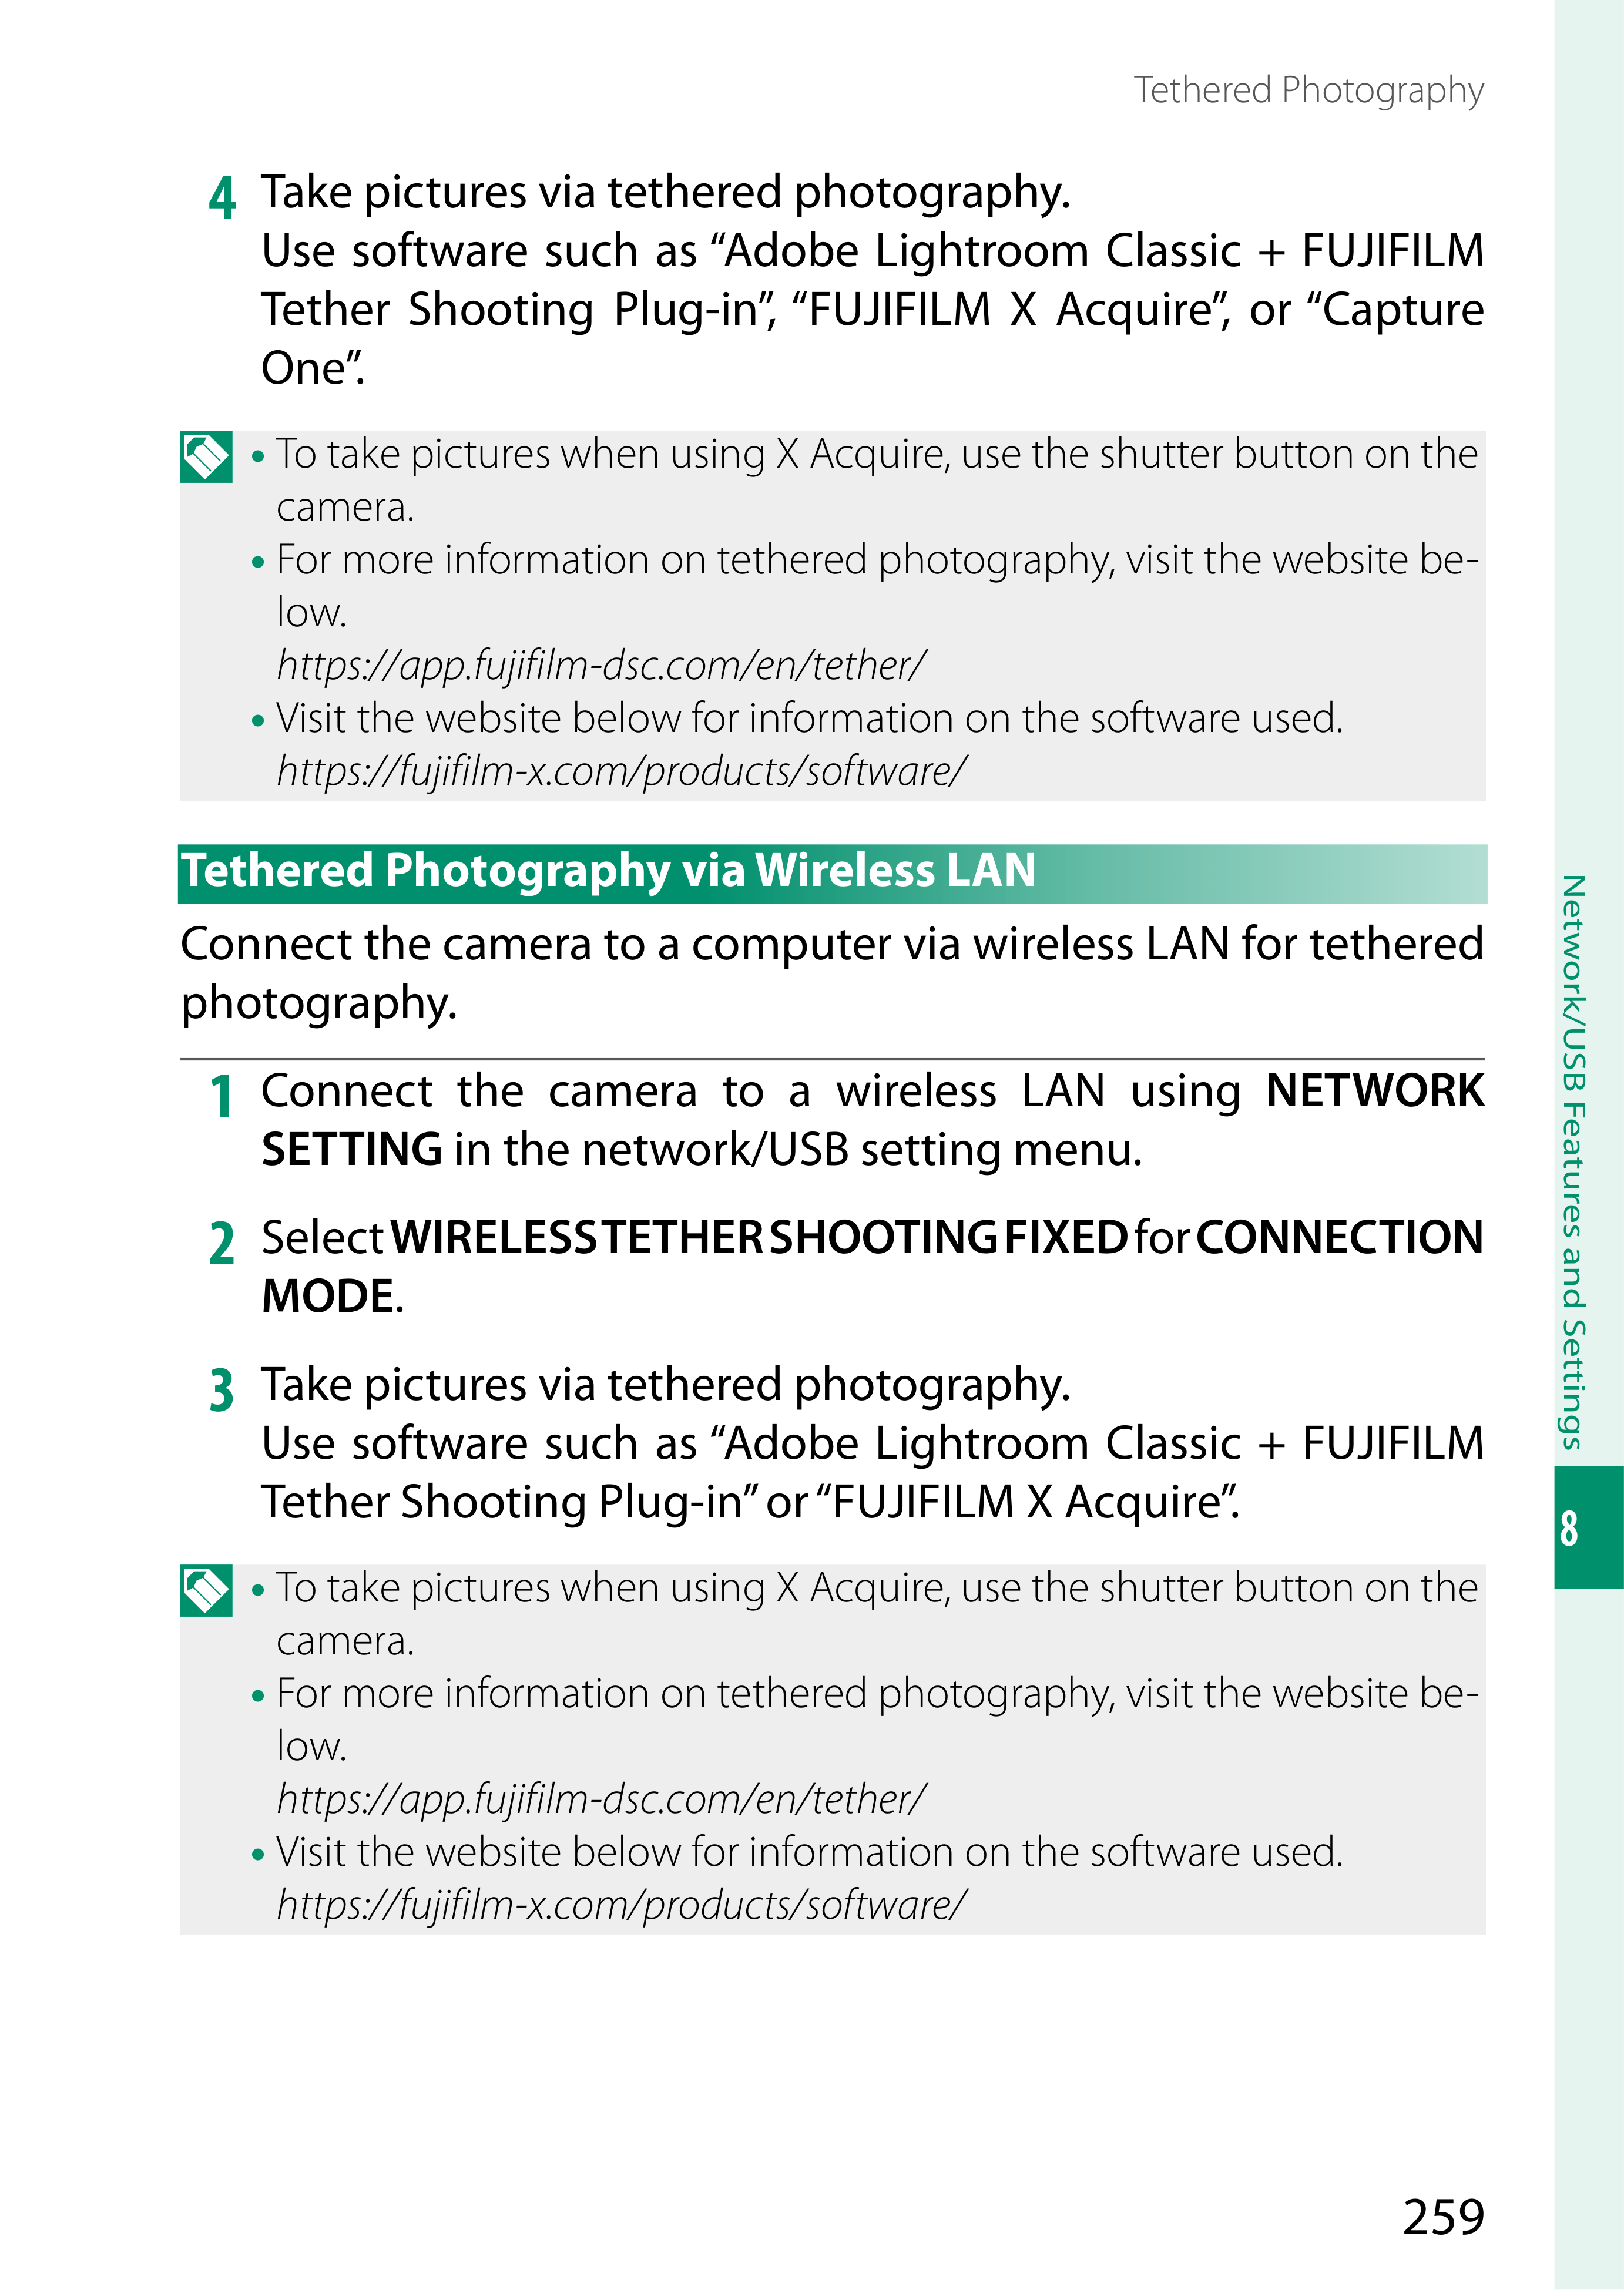 Tethered Photography
4 Take pictures via tethered photography.
Use software such as “Adobe Lightroom Classic + FUJIFILM
Tether Shooting Plug-in”, “FUJIFILM X Acquire”, or “Capture
One”.
• To take pictures when using X Acquire, use the shutter button on the
camera.
• For more information on tethered photography, visit the website be-
low.
https://app.fujifilm-dsc.com/en/tether/
• Visit the website below for information on the software used.
https://fujifilm-x.com/products/software/
Tethered Photography via Wireless LAN
Connect the camera to a computer via wireless LAN for tethered
photography.
1 Connect the camera to a wireless LAN using NETWORK
SETTING in the network/USB setting menu.
2 Select WIRELESS TETHER SHOOTING FIXED for CONNECTION
MODE.
3 Take pictures via tethered photography.
Use software such as “Adobe Lightroom Classic + FUJIFILM
Tether Shooting Plug-in” or “FUJIFILM X Acquire”.
• To take pictures when using X Acquire, use the shutter button on the
camera.
• For more information on tethered photography, visit the website be-
low.
https://app.fujifilm-dsc.com/en/tether/
• Visit the website below for information on the software used.
https://fujifilm-x.com/products/software/
Network/USB Features and Settings
8
259